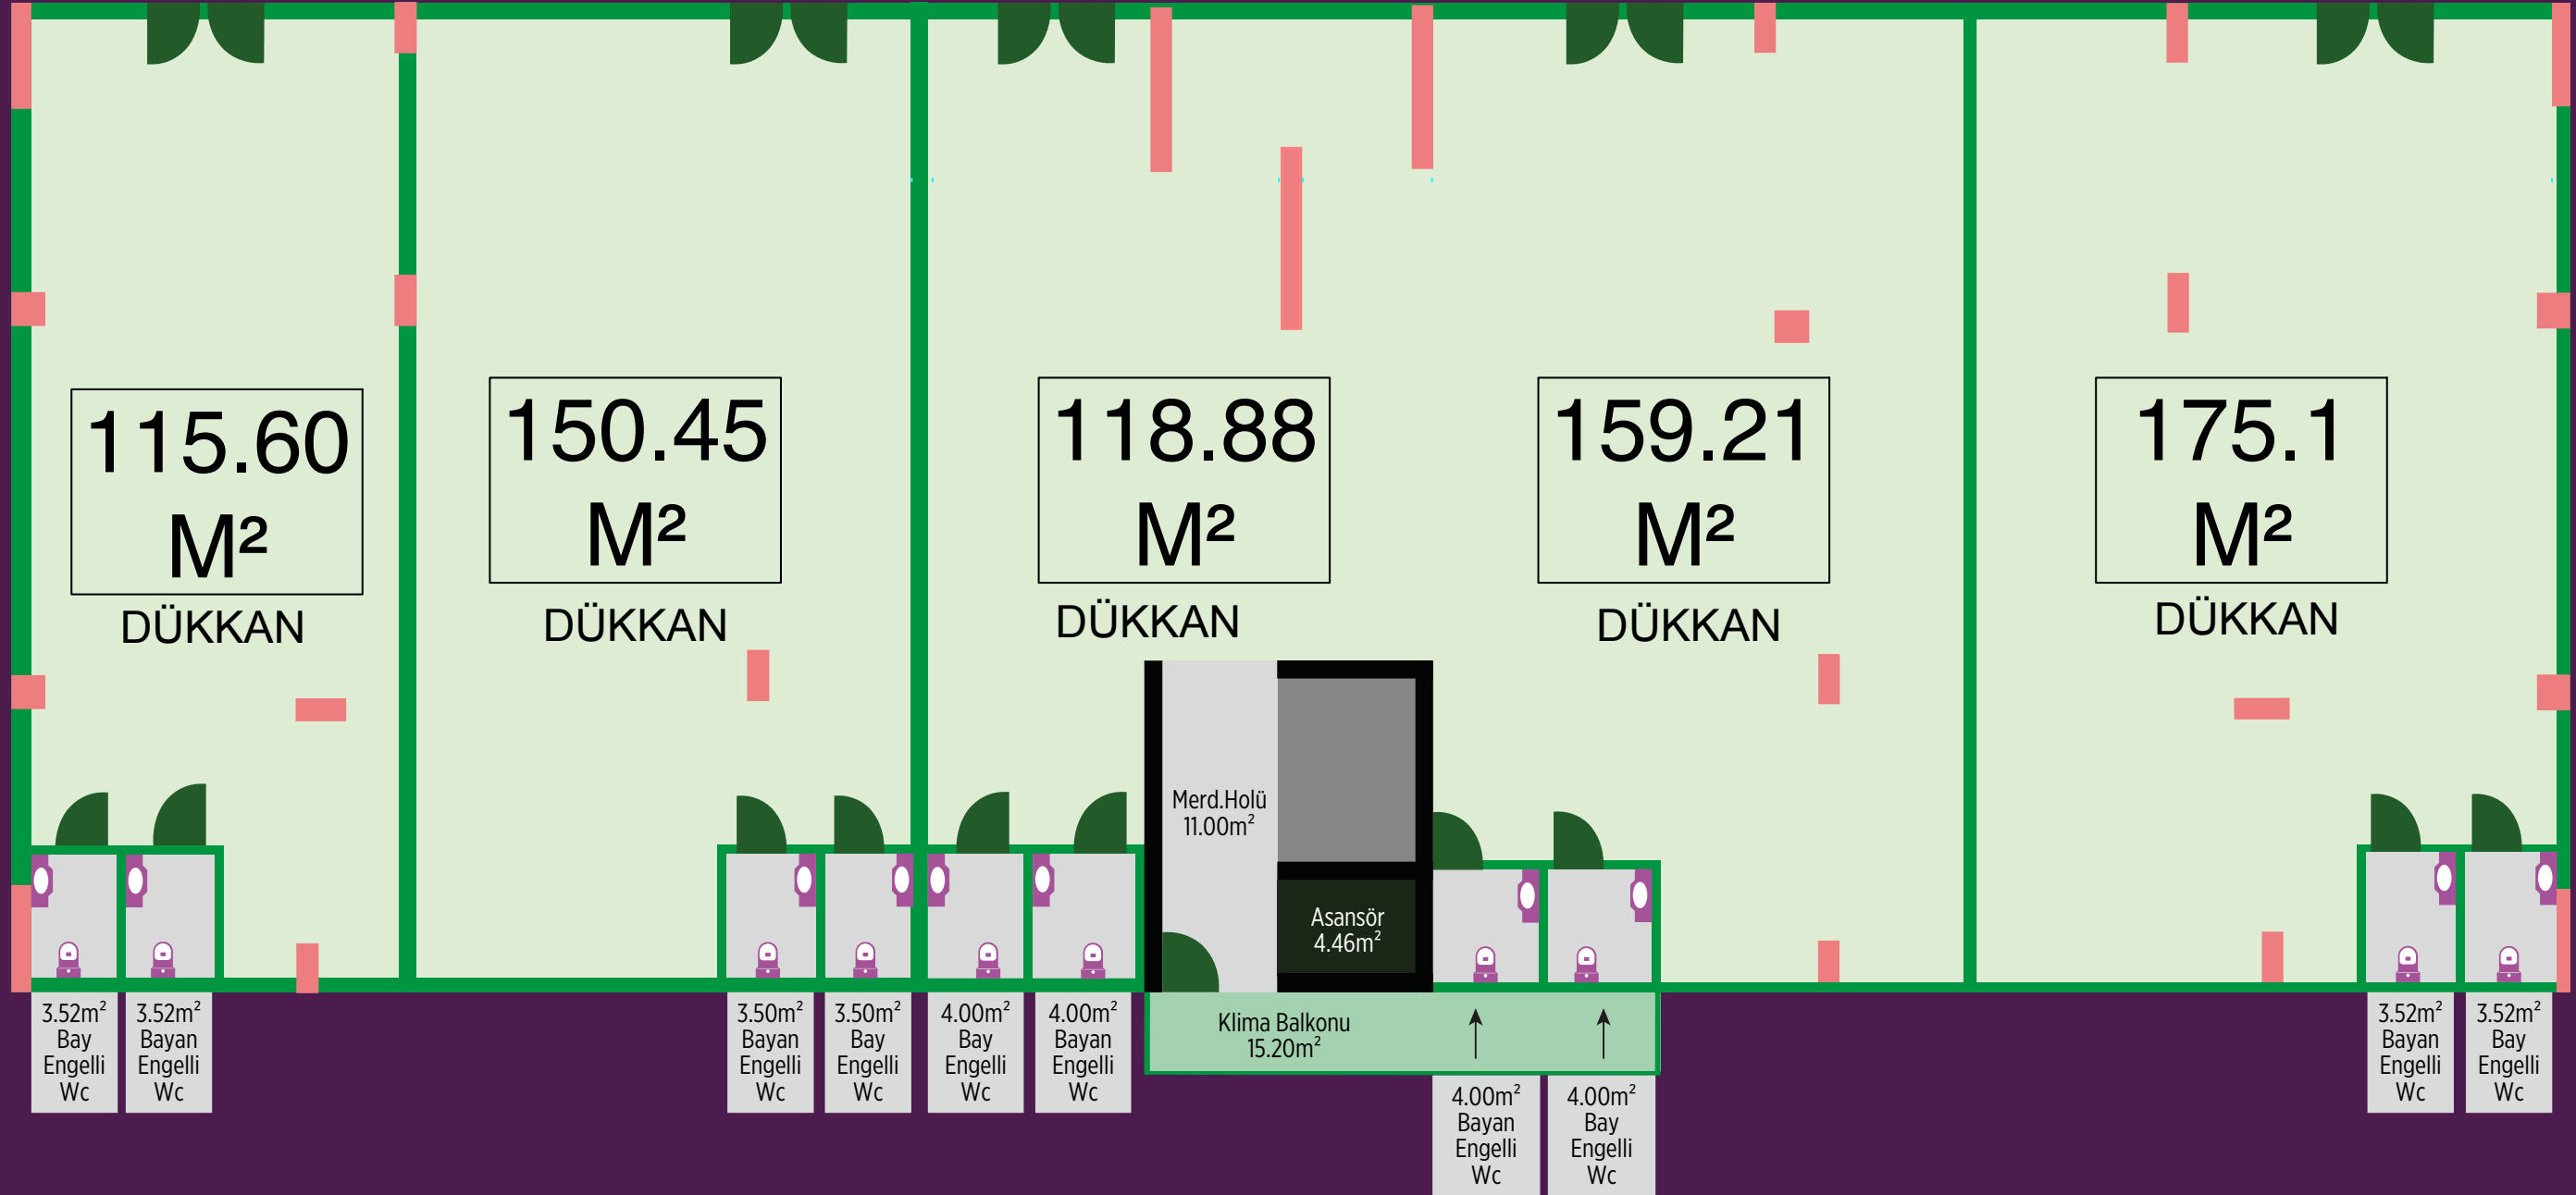 115.60
M²
DÜKKAN
150.45
M²
DÜKKAN
118.88
M²
DÜKKAN
159.21
M²
DÜKKAN
175.1
M²
DÜKKAN
Merd.Holü
11.00m²
Asansör
4.46m²
3.52m²
Bay
Engelli
Wc
3.52m²
Bayan
Engelli
Wc
3.50m²
Bayan
Engelli
Wc
3.50m²
Bay
Engelli
Wc
4.00m²
Bay
Engelli
Wc
4.00m²
Bayan
Engelli
Wc
Klima Balkonu
15.20m²
4.00m²
Bayan
Engelli
Wc
4.00m²
Bay
Engelli
Wc
3.52m²
Bayan
Engelli
Wc
3.52m²
Bay
Engelli
Wc